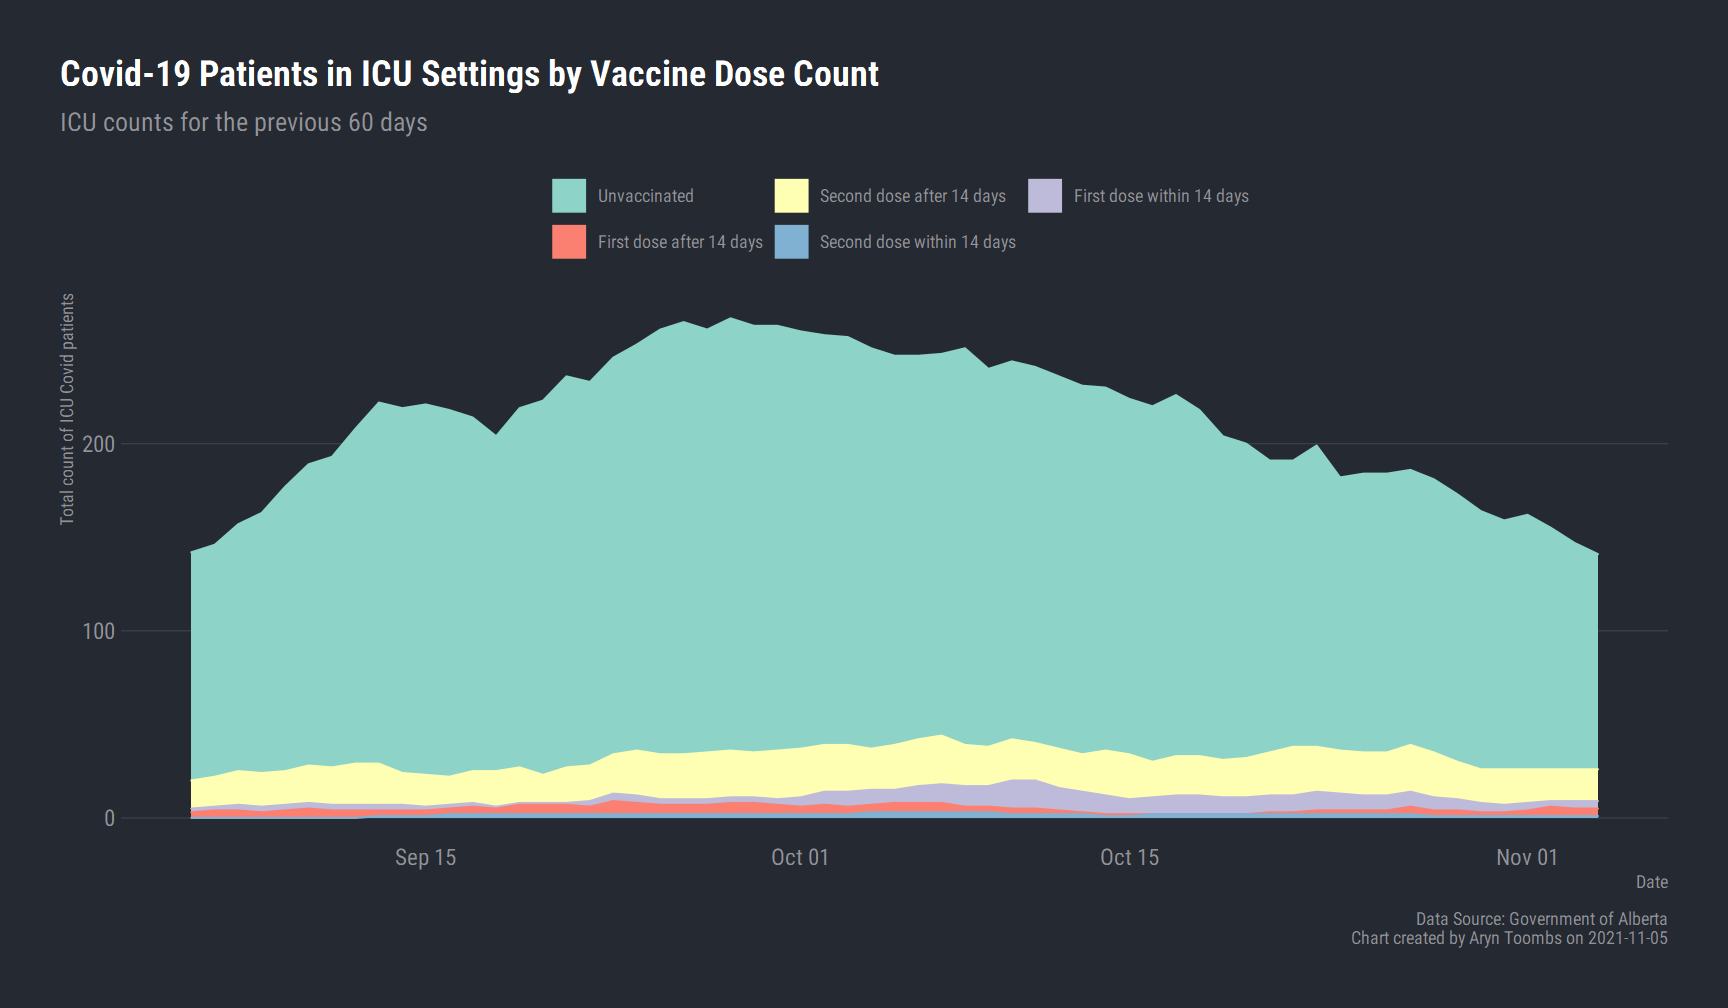 Covid-19 Patients in ICU Settings by Vaccine Dose Count
ICU counts for the previous 60 days
Unvaccinated
Second dose after 14 days
First dose within 14 days
First dose after 14 days
Second dose within 14 days
Total count of ICU Covid patients
200
100
0
Sep 15
Oct 01
Oct 15
Nov 01
Date
Data Source: Government of Alberta
Chart created by Aryn Toombs on 2021-11-05